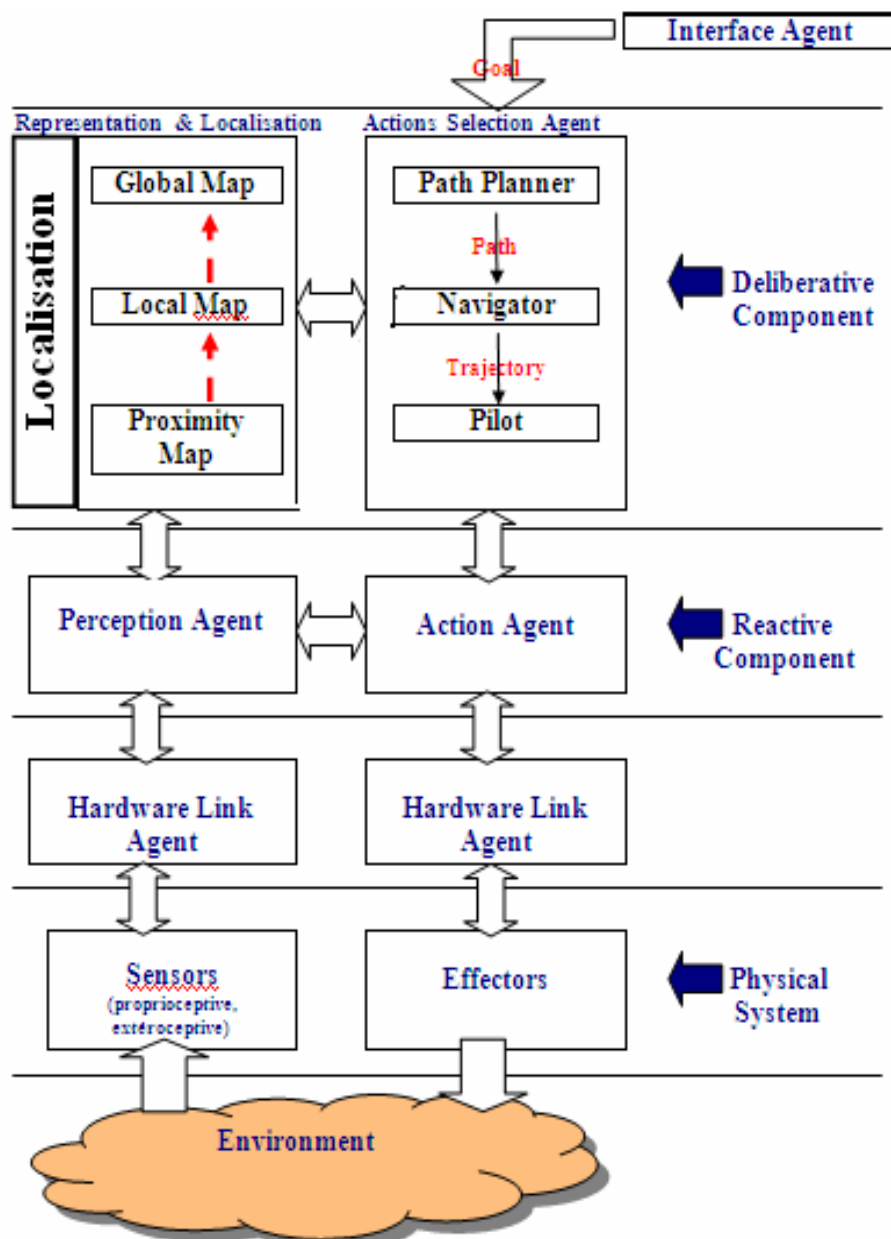 Interface Agent
Goal
Representation & Localisation
Actions Selection Agent
Localisation
Global Map
Path Planner
Path
Local Map
Navigator
Deliberative
Component
Trajectory
Proximity
Map
Pilot
Perception Agent
Action Agent
Reactive
Component
Hardware Link
Agent
Hardware Link
Agent
Sensors
(proprioceptive,
extéroceptive)
Effectors
Physical
System
Environment